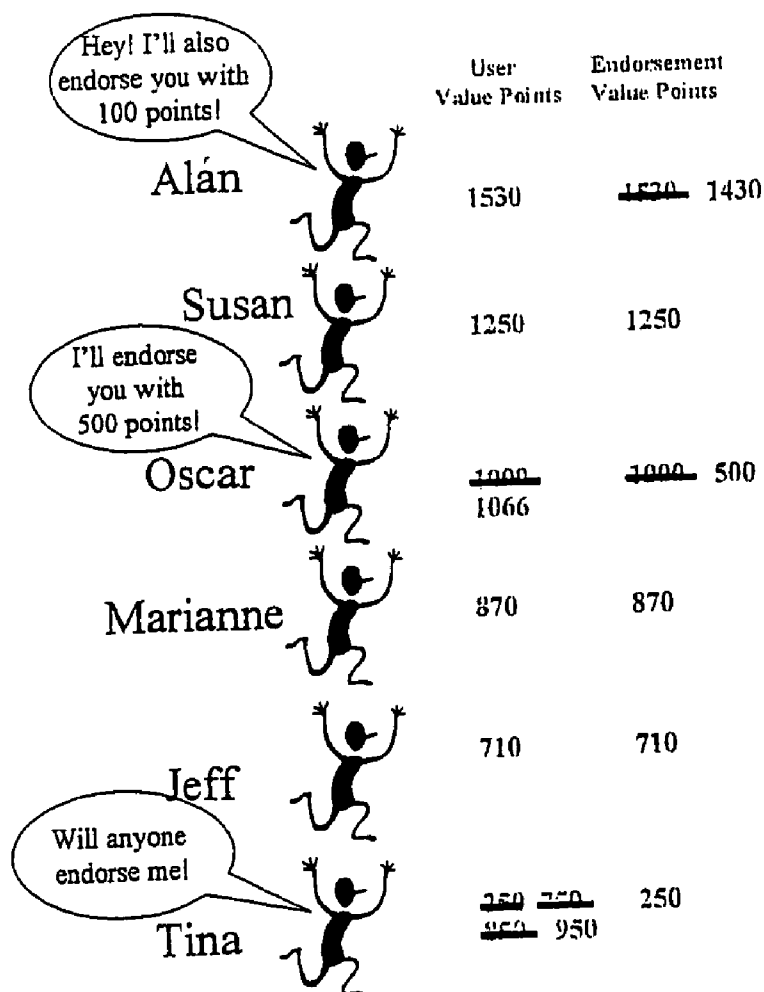 Hey! I'll also
endorse you with
100 points!
User
Value Points
Endorsement
Value Points
Alán
1530
1530 1430
Susan
1250
1250
I'll endorse
you with
500 points!
Oscar
1000
1066
1000 500
Marianne
870
870
Jeff
710
710
Will anyone
endorse me!
Tina
250 750
950
250